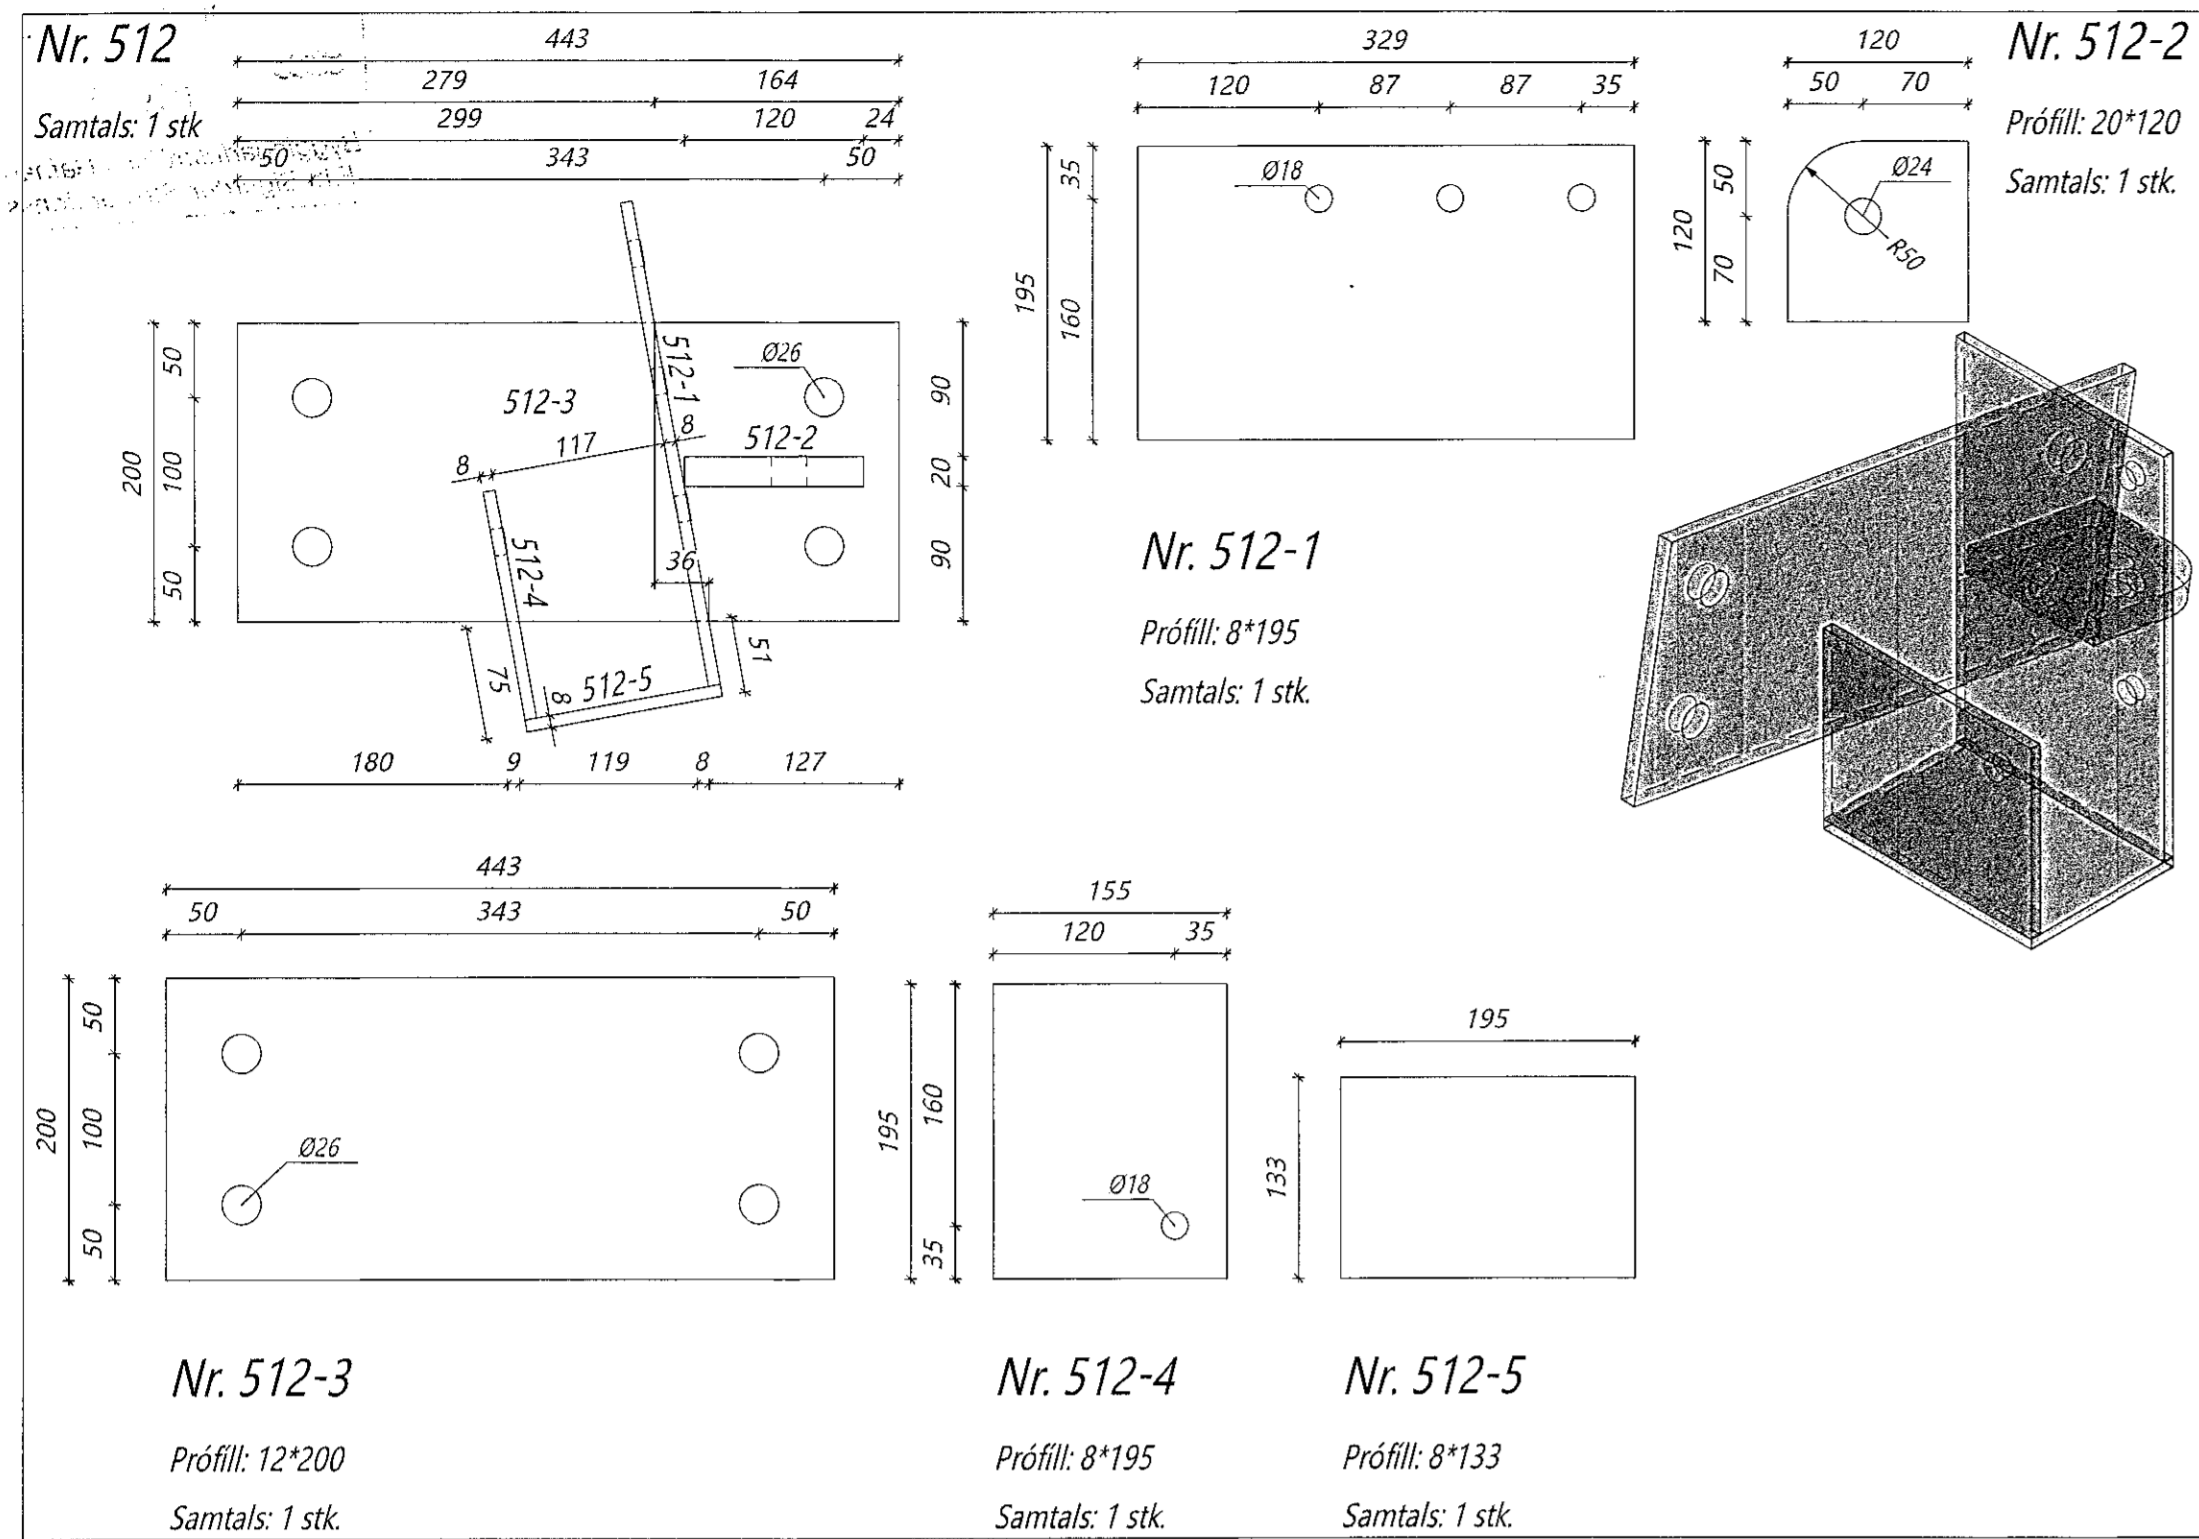 Nr. 512
Samtals: 1 stk
443
279 164
299 120 24
50 343 50
200
50
100
50
512-3
512-1
Ø26
8 117 8
512-2
90
20
90
36
512-4
75
8
512-5
51
180 9 119 8 127
329
120 87 87 35
195
35
160
Ø18
Nr. 512-1
Prófíll: 8*195
Samtals: 1 stk.
120
50 70
120
50
70
Ø24
R50
Nr. 512-2
Prófíll: 20*120
Samtals: 1 stk.
443
50 343 50
200
50
100
50
Ø26
Nr. 512-3
Prófíll: 12*200
Samtals: 1 stk.
155
120 35
195
160
35
Ø18
Nr. 512-4
Prófíll: 8*195
Samtals: 1 stk.
195
133
Nr. 512-5
Prófíll: 8*133
Samtals: 1 stk.